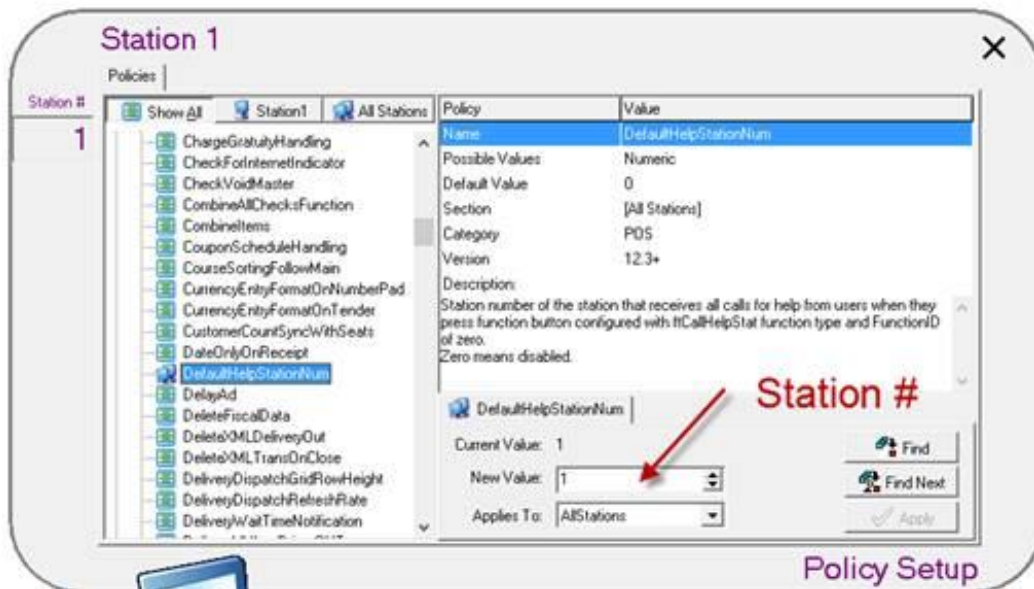 Station 1
Policies
Station #
1
Show All Station1 All Stations
ChargeGratuityHandling
CheckForInternetIndicator
CheckVoidMaster
CombineAllChecksFunction
CombineItems
CouponScheduleHandling
CourseSortingFollowMain
CurrencyEntryFormatOnNumberPad
CurrencyEntryFormatOnTender
CustomerCountSyncWithSeats
DateOnlyOnReceipt
DefaultHelpStationNum
DelayAd
DeleteFiscalData
DeleteXMLDeliveryOut
DeleteXMLTransOnClose
DeliveryDispatchGridRowHeight
DeliveryDispatchRefreshRate
DeliveryWaitTimeNotification
Policy Value
Name DefaultHelpStationNum
Possible Values Numeric
Default Value 0
Section [All Stations]
Category POS
Version 12.3+
Description:
Station number of the station that receives all calls for help from users when they
press function button configured with ftCallHelpStat function type and FunctionID
of zero.
Zero means disabled.
Station #
DefaultHelpStationNum
Current Value: 1
New Value: 1
Applies To: AllStations
Find
Find Next
Apply
Policy Setup